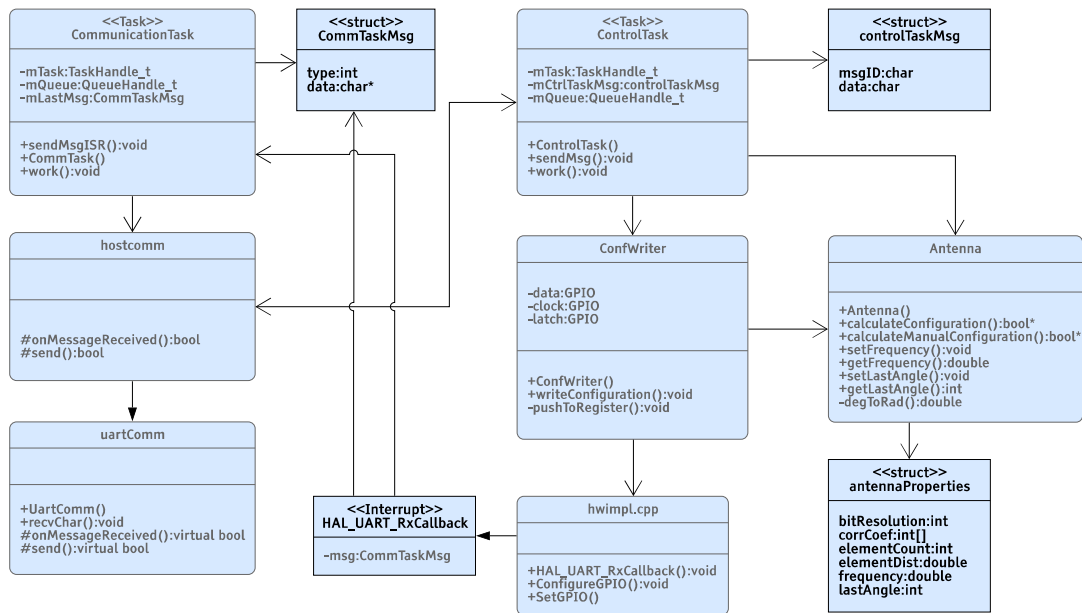 <<Task>>
CommunicationTask
-mTask:TaskHandle_t
-mQueue:QueueHandle_t
-mLastMsg:CommTaskMsg
+sendMsgISR():void
+CommTask()
+work():void
<<struct>>
CommTaskMsg
type:int
data:char*
<<Task>>
ControlTask
-mTask:TaskHandle_t
-mCtrlTaskMsg:controlTaskMsg
-mQueue:QueueHandle_t
+ControlTask()
+sendMsg():void
+work():void
<<struct>>
controlTaskMsg
msgID:char
data:char
hostcomm
#onMessageReceived():bool
#send():bool
ConfWriter
-data:GPIO
-clock:GPIO
-latch:GPIO
+ConfWriter()
+writeConfiguration():void
-pushToRegister():void
Antenna
+Antenna()
+calculateConfiguration():bool*
+calculateManualConfiguration():bool*
+setFrequency():void
+getFrequency():double
+setLastAngle():void
+getLastAngle():int
-degToRad():double
uartComm
+UartComm()
+recvChar():void
#onMessageReceived():virtual bool
#send():virtual bool
<<Interrupt>>
HAL_UART_RxCallback
-msg:CommTaskMsg
hwimpl.cpp
+HAL_UART_RxCallback():void
+ConfigureGPIO():void
+SetGPIO()
<<struct>>
antennaProperties
bitResolution:int
corrCoef:int[]
elementCount:int
elementDist:double
frequency:double
lastAngle:int